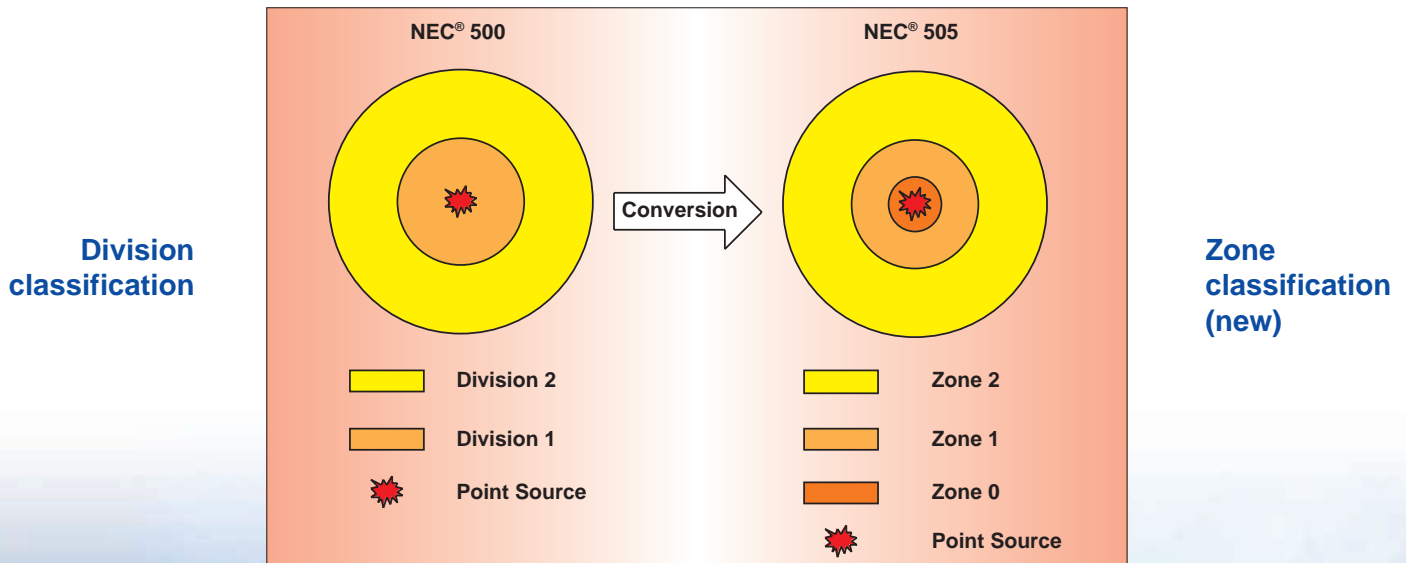 NEC® 500
NEC® 505
Conversion
Division
classification
Zone
classification
(new)
Division 2
Division 1
Point Source
Zone 2
Zone 1
Zone 0
Point Source